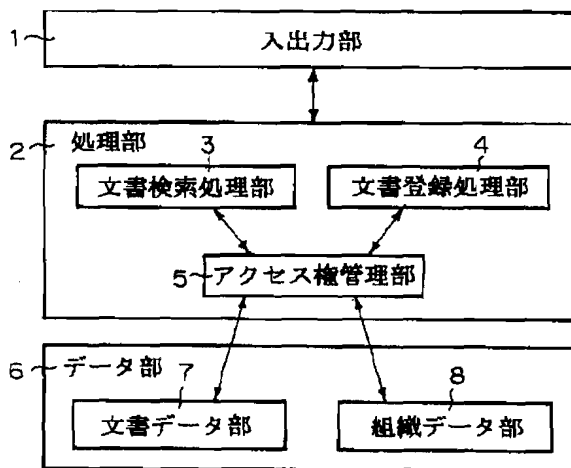 1 入出力部
2 処理部
3 4
文書検索処理部 文書登録処理部
5 アクセス権管理部
6 データ部
7 8
文書データ部 組織データ部